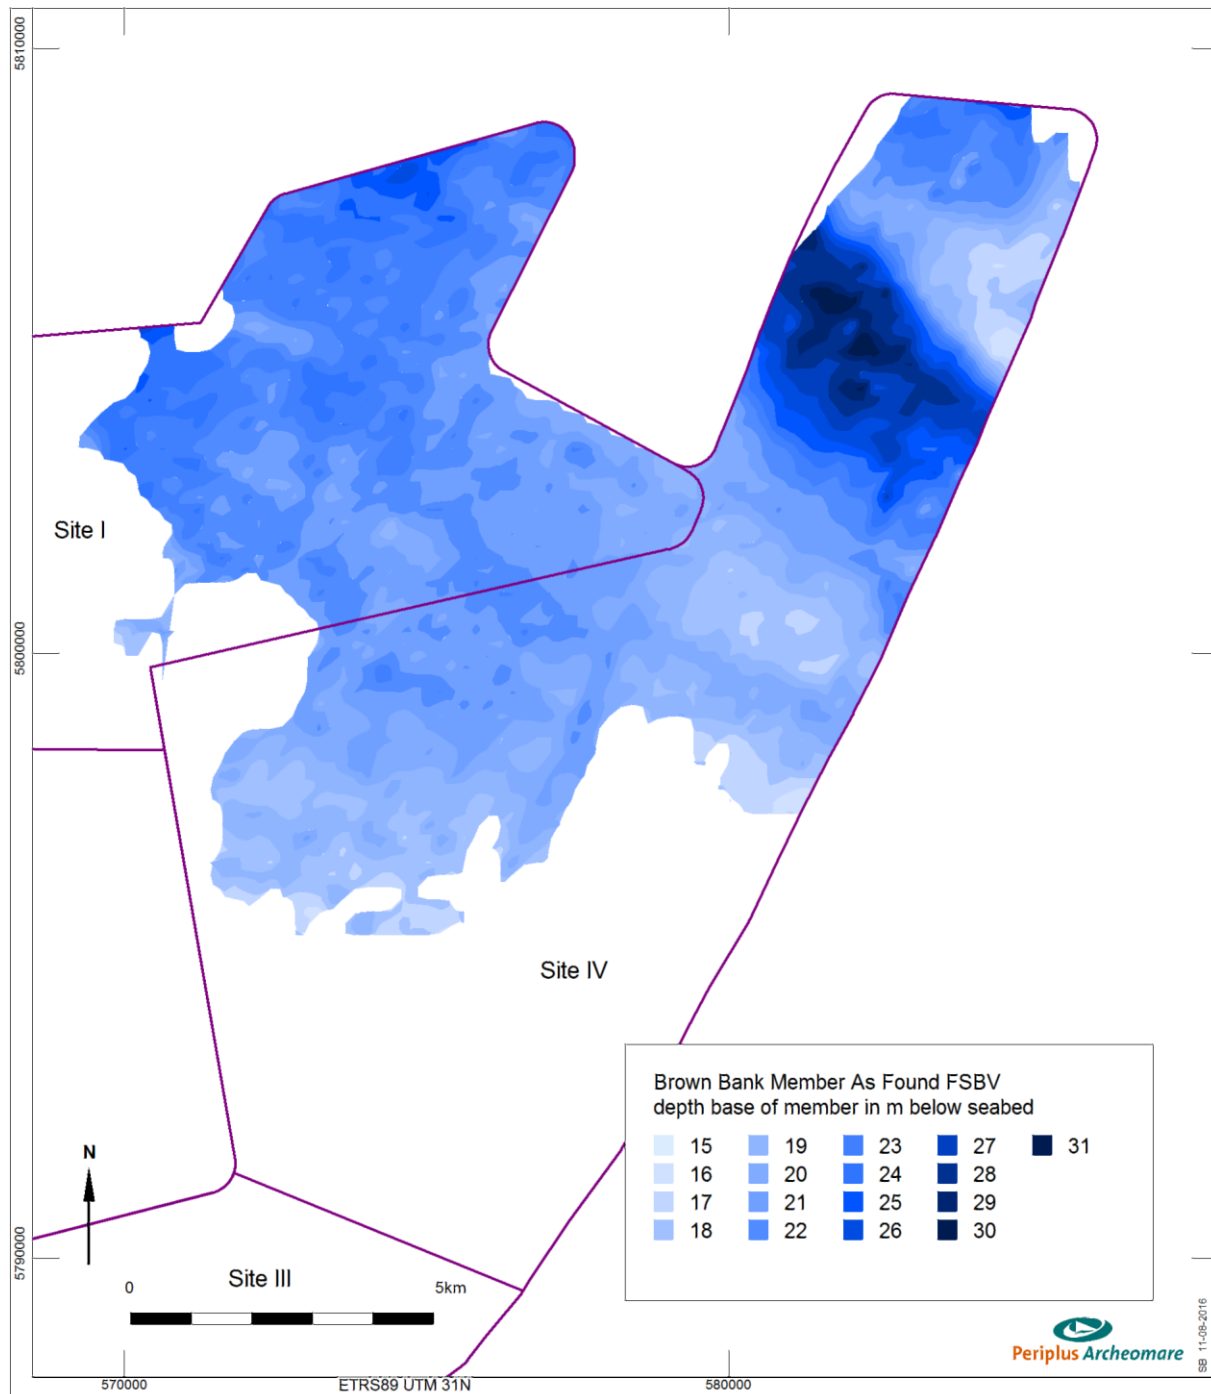 5810000
Site I
5800000
Site IV
Brown Bank Member As Found FSBV
depth base of member in m below seabed
15 19 23 27 31
16 20 24 28
17 21 25 29
18 22 26 30
N
5790000
Site III
0 5km
Periplus Archeomare
SB 11-08-2016
570000 ETRS89 UTM 31N 580000